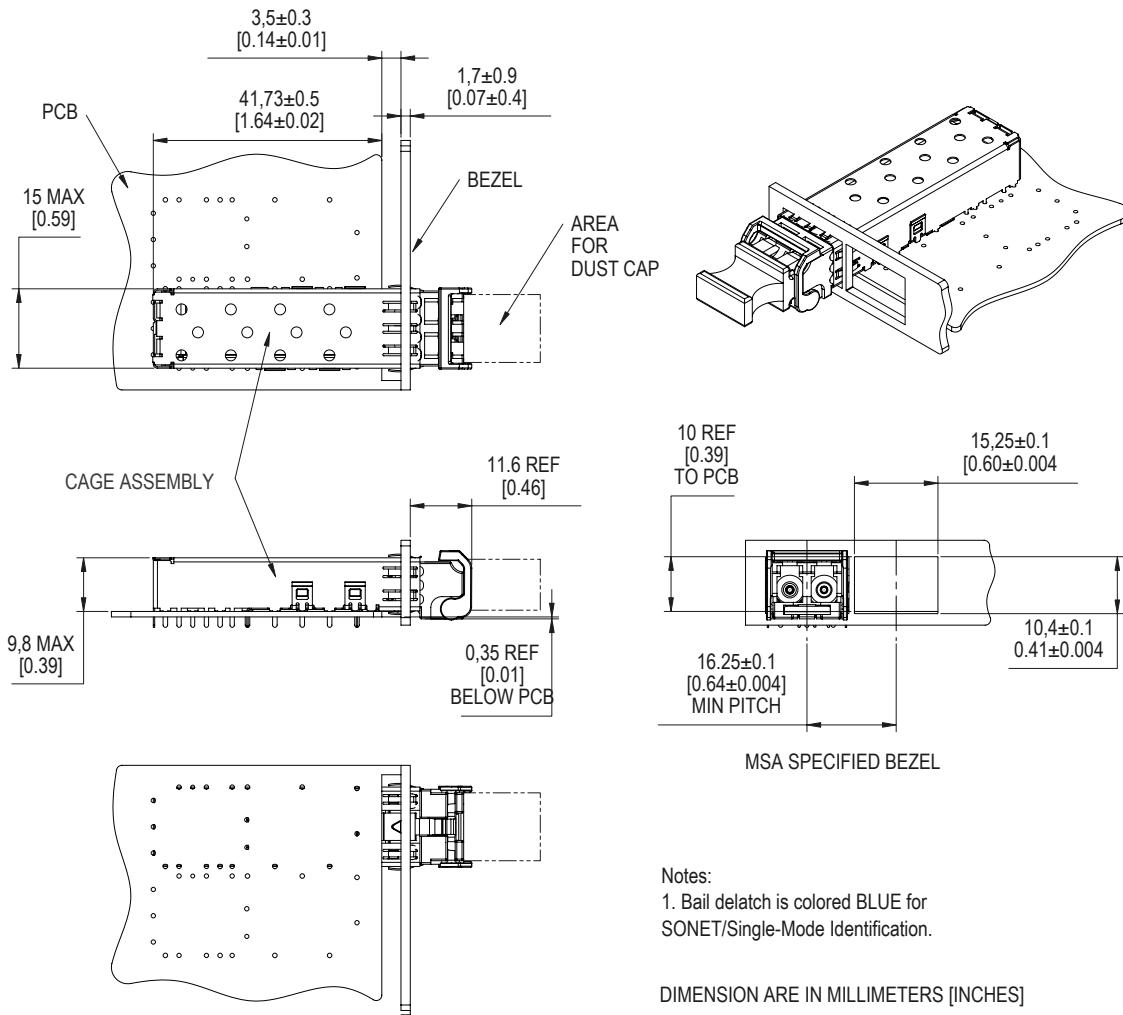 3,5±0.3
[0.14±0.01]
1,7±0.9
[0.07±0.4]
41,73±0.5
[1.64±0.02]
PCB
15 MAX
[0.59]
BEZEL
AREA
FOR
DUST CAP
CAGE ASSEMBLY
11.6 REF
[0.46]
9,8 MAX
[0.39]
0,35 REF
[0.01]
BELOW PCB
10 REF
[0.39]
TO PCB
15,25±0.1
[0.60±0.004
10,4±0.1
0.41±0.004
16.25±0.1
[0.64±0.004]
MIN PITCH
MSA SPECIFIED BEZEL
Notes:
1. Bail delatch is colored BLUE for
SONET/Single-Mode Identification.
DIMENSION ARE IN MILLIMETERS [INCHES]